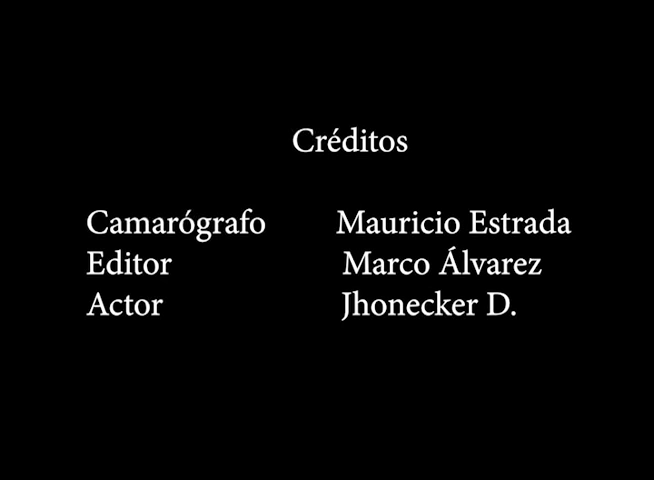 Créditos
Camarógrafo Mauricio Estrada
Editor Marco Álvarez
Actor Jhonecker D.